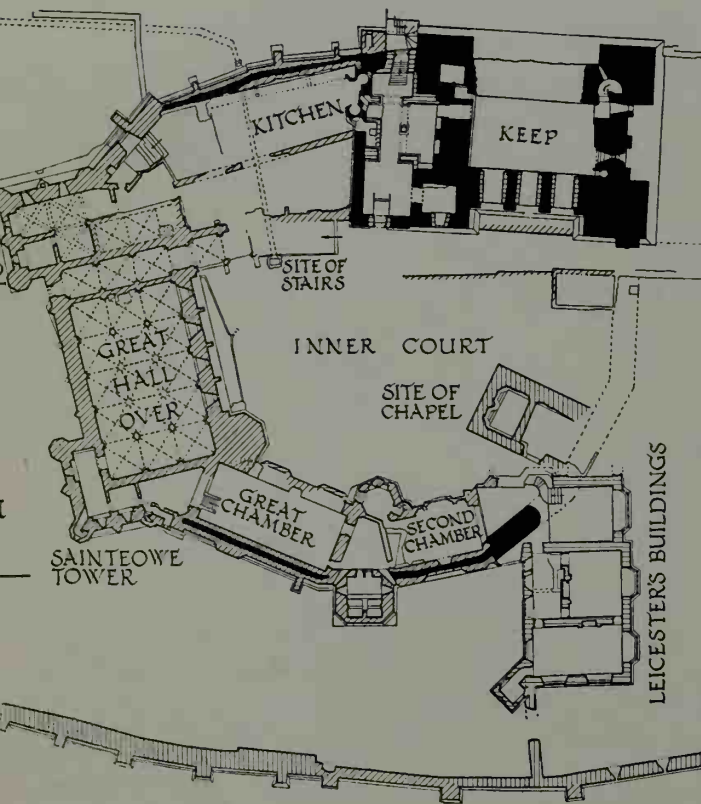 KITCHEN
KEEP
SITE OF
STAIRS
GREAT
HALL
OVER
INNER COURT
SITE OF
CHAPEL
GREAT
CHAMBER
SECOND
CHAMBER
SAINTEOWE
TOWER
LEICESTER'S BUILDINGS